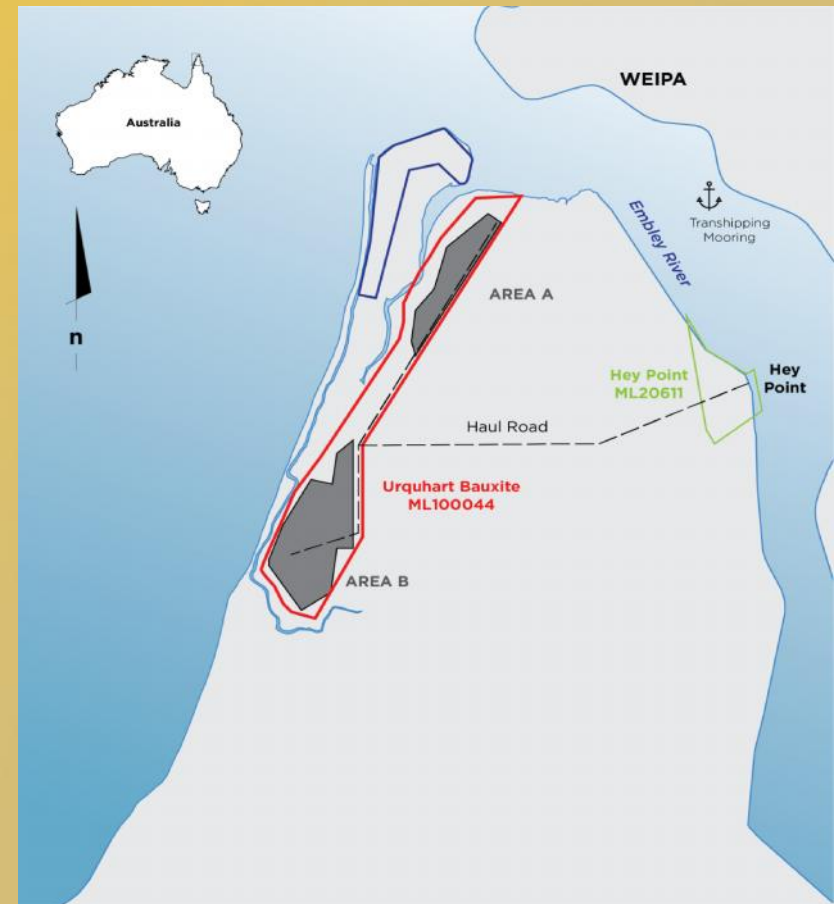 WEIPA
Australia
Transhipping
Mooring
Embley River
n
AREA A
Hey Point
ML20611
Hey
Point
Haul Road
Urquhart Bauxite
ML100044
AREA B